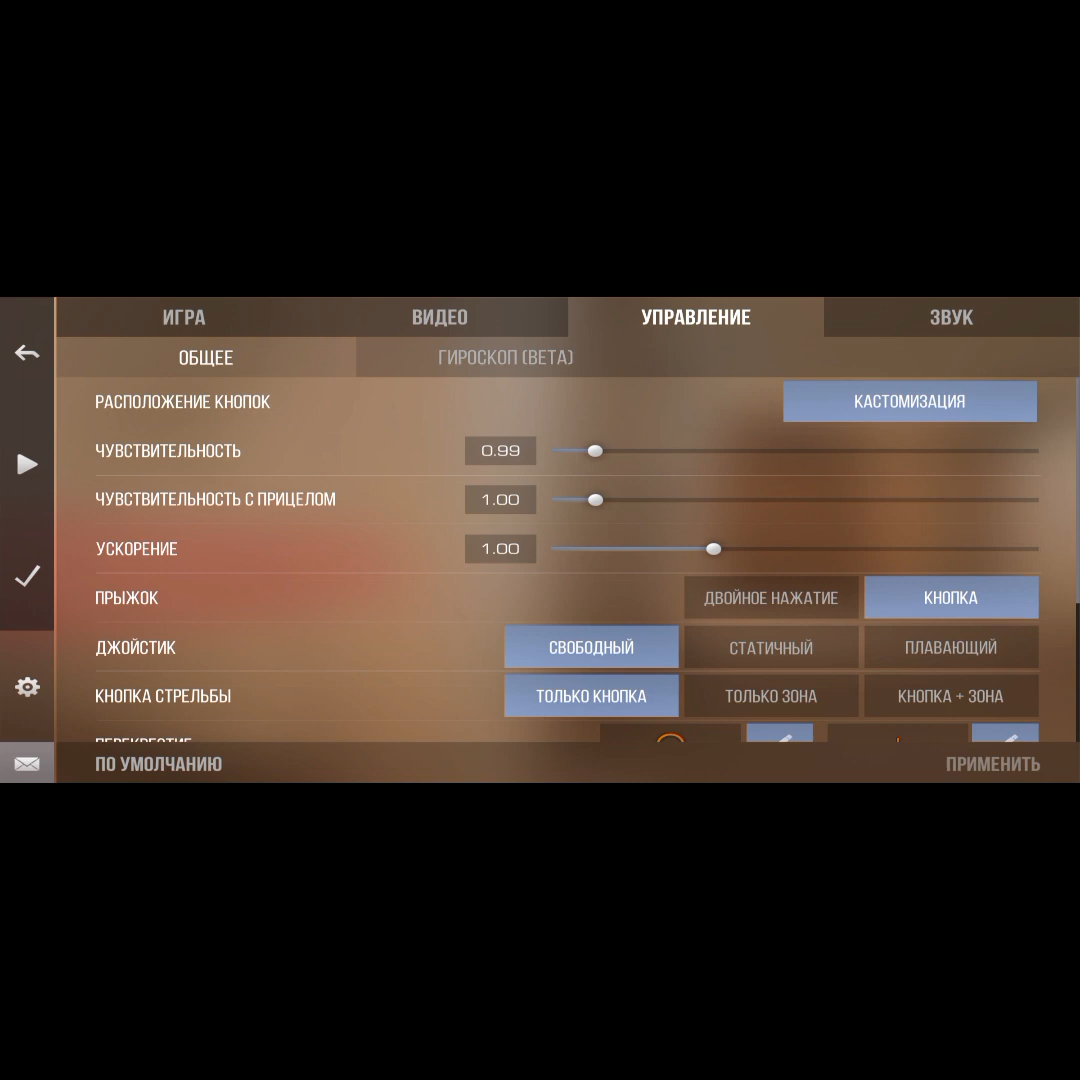 ИГРА ВИДЕО УПРАВЛЕНИЕ ЗВУК
ОБЩЕЕ ГИРОСКОП (BETA)
РАСПОЛОЖЕНИЕ КНОПОК КАСТОМИЗАЦИЯ
ЧУВСТВИТЕЛЬНОСТЬ 0.99
ЧУВСТВИТЕЛЬНОСТЬ С ПРИЦЕЛОМ 1.00
УСКОРЕНИЕ 1.00
ПРЫЖОК ДВОЙНОЕ НАЖАТИЕ КНОПКА
ДЖОЙСТИК СВОБОДНЫЙ СТАТИЧНЫЙ ПЛАВАЮЩИЙ
КНОПКА СТРЕЛЬБЫ ТОЛЬКО КНОПКА ТОЛЬКО ЗОНА КНОПКА + ЗОНА
ПЕРЕКРЕСТИЕ
ПО УМОЛЧАНИЮ ПРИМЕНИТЬ